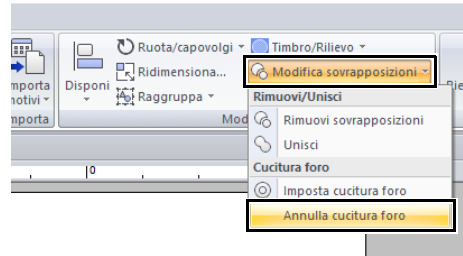 Ruota/capovolgi
Timbro/Rilievo
Ridimensiona...
Modifica sovrapposizioni
Disponi
Raggruppa
Rimuovi/Unisci
Rimuovi sovrapposizioni
Unisci
Cucitura foro
Imposta cucitura foro
Annulla cucitura foro
0